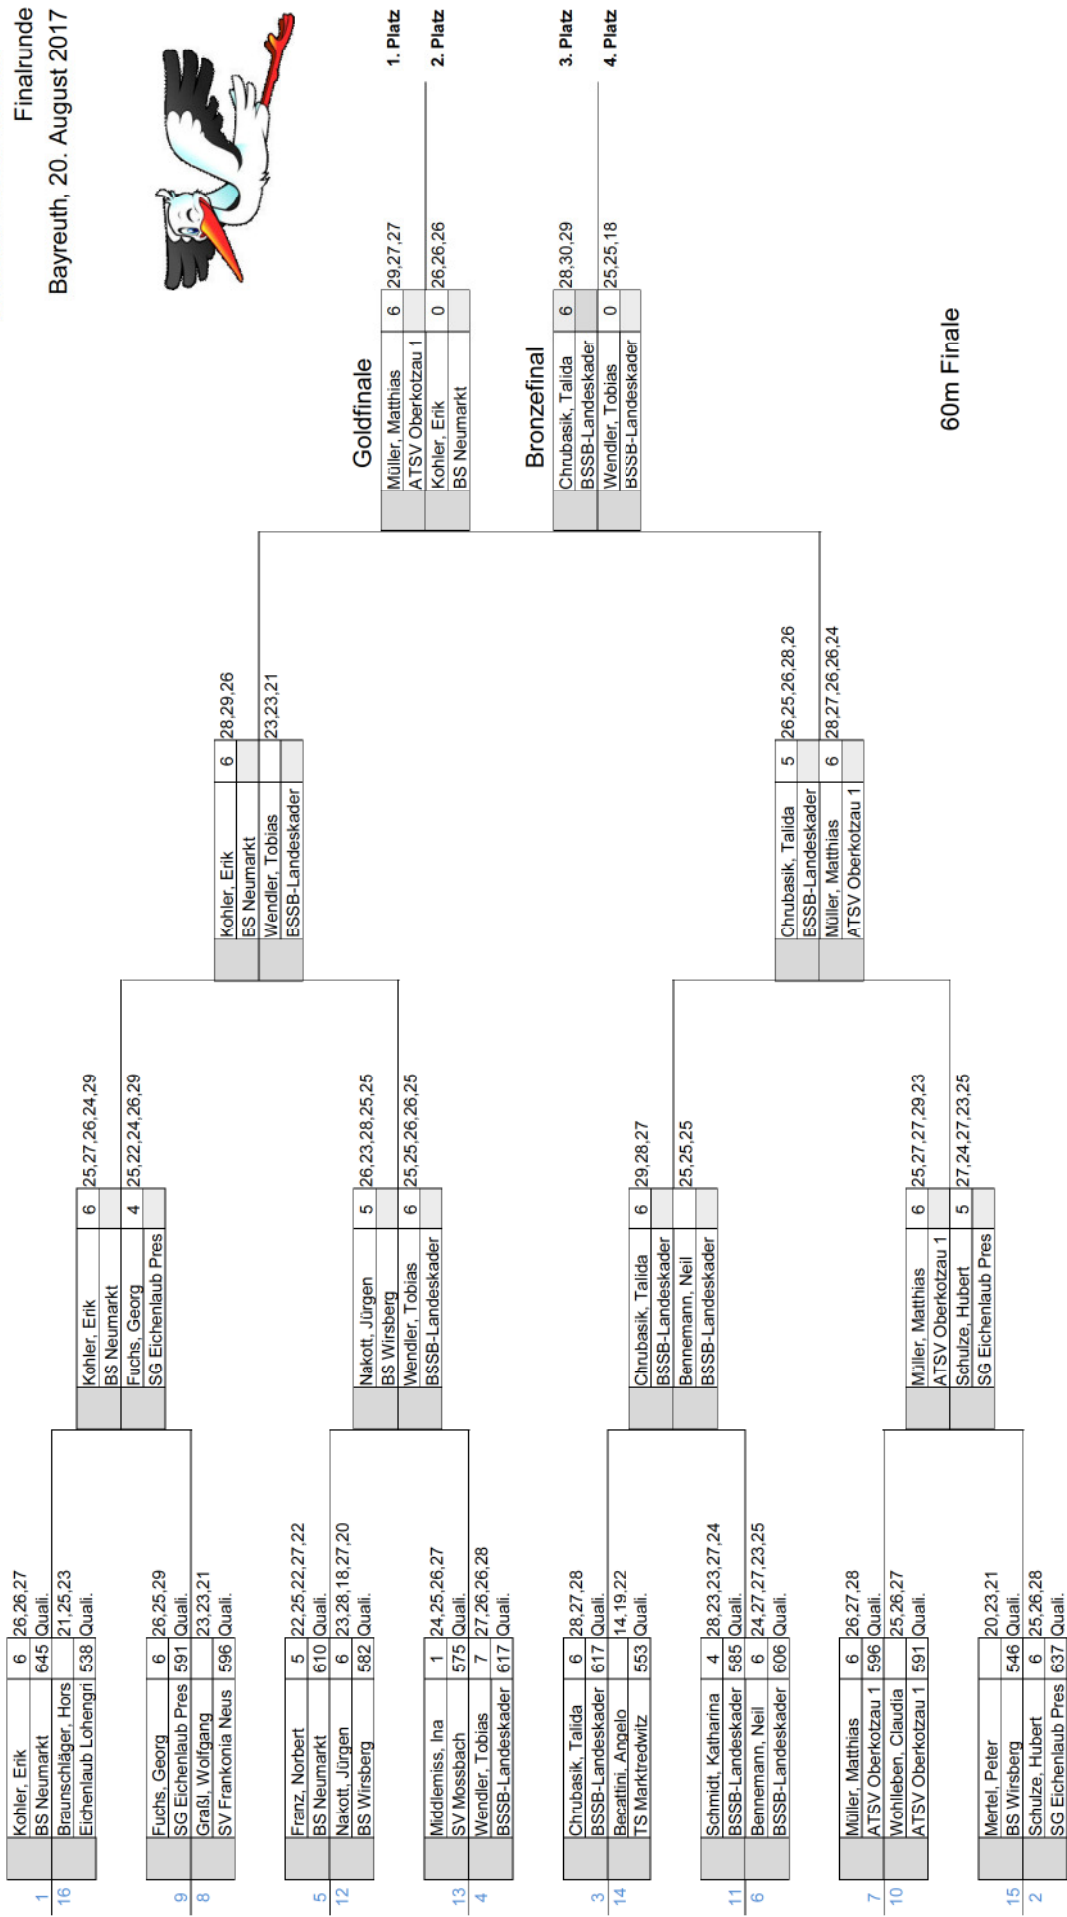 Finalrunde
Bayreuth, 20. August 2017
1 Kohler, Erik 6 26,26,27
BS Neumarkt 645 Quali.
16 Braunschläger, Hors 21,25,23
Eichenlaub Lohengri 538 Quali.
9 Fuchs, Georg 6 26,25,29
SG Eichenlaub Pres 591 Quali.
8 Graßl, Wolfgang 23,23,21
SV Frankonia Neus 596 Quali.
5 Franz, Norbert 5 22,25,22,27,22
BS Neumarkt 610 Quali.
12 Nakott, Jürgen 6 23,28,18,27,20
BS Wirsberg 582 Quali.
13 Middlemiss, Ina 1 24,25,26,27
SV Mossbach 575 Quali.
4 Wendler, Tobias 7 27,26,26,28
BSSB-Landeskader 617 Quali.
3 Chrubasik, Talida 6 28,27,28
BSSB-Landeskader 617 Quali.
14 Becattini, Angelo 14,19,22
TS Marktredwitz 553 Quali.
11 Schmidt, Katharina 4 28,23,23,27,24
BSSB-Landeskader 585 Quali.
6 Bennemann, Neil 6 24,27,27,23,25
BSSB-Landeskader 606 Quali.
7 Müller, Matthias 6 26,27,28
ATSV Oberkotzau 1 596 Quali.
10 Wohlleben, Claudia 25,26,27
ATSV Oberkotzau 1 591 Quali.
15 Mertel, Peter 20,23,21
BS Wirsberg 546 Quali.
2 Schulze, Hubert 6 25,26,28
SG Eichenlaub Pres 637 Quali.
Kohler, Erik 6 25,27,26,24,29
BS Neumarkt
Fuchs, Georg 4 25,22,24,26,29
SG Eichenlaub Pres
Nakott, Jürgen 5 26,23,28,25,25
BS Wirsberg
Wendler, Tobias 6 25,25,26,26,25
BSSB-Landeskader
Chrubasik, Talida 6 29,28,27
BSSB-Landeskader
Bennemann, Neil 25,25,25
BSSB-Landeskader
Müller, Matthias 6 25,27,27,29,23
ATSV Oberkotzau 1
Schulze, Hubert 5 27,24,27,23,25
SG Eichenlaub Pres
Kohler, Erik 6 28,29,26
BS Neumarkt
Wendler, Tobias 23,23,21
BSSB-Landeskader
Chrubasik, Talida 5 26,25,26,28,26
BSSB-Landeskader
Müller, Matthias 6 28,27,26,26,24
ATSV Oberkotzau 1
Goldfinale
Müller, Matthias 6 29,27,27 1. Platz
ATSV Oberkotzau 1
Kohler, Erik 0 26,26,26 2. Platz
BS Neumarkt
Bronzefinal
Chrubasik, Talida 6 28,30,29 3. Platz
BSSB-Landeskader
Wendler, Tobias 0 25,25,18 4. Platz
BSSB-Landeskader
60m Finale